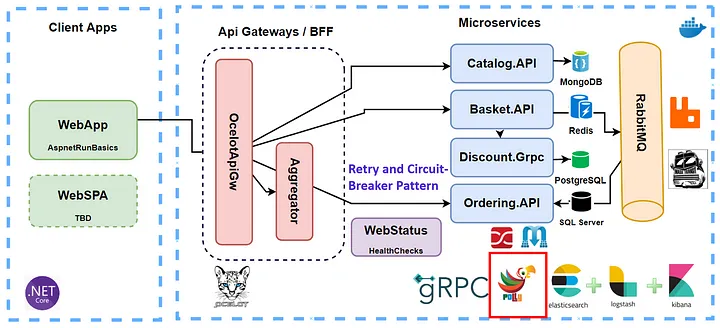 Client Apps
Api Gateways / BFF
Microservices
WebApp
AspnetRunBasics
WebSPA
TBD
.NET
Core
OcelotApiGw
Aggregator
OCELOT
Retry and Circuit-
Breaker Pattern
WebStatus
HealthChecks
Catalog.API
MongoDB
Basket.API
Redis
Discount.Grpc
PostgreSQL
Ordering.API
SQL Server
RabbitMQ
gRPC
POLLY
elasticsearch
logstash
kibana